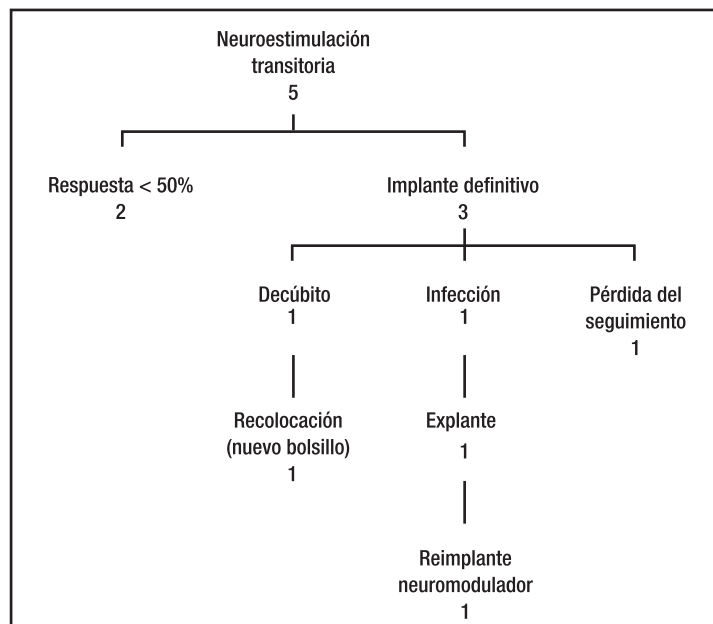 Neuroestimulación
transitoria
5
Respuesta < 50%
2
Implante definitivo
3
Decúbito
1
Infección
1
Pérdida del
seguimiento
1
Recolocación
(nuevo bolsillo)
1
Explante
1
Reimplante
neuromodulador
1